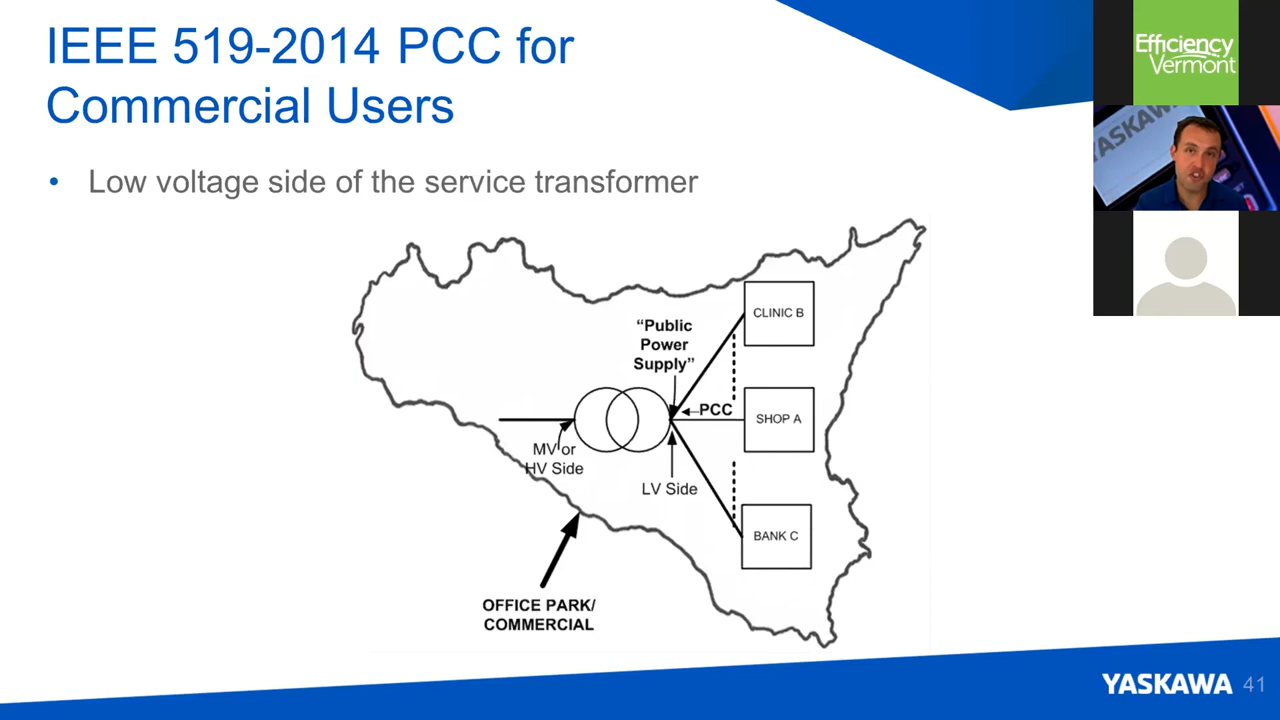 IEEE 519-2014 PCC for
Commercial Users
• Low voltage side of the service transformer
CLINIC B
“Public
Power
Supply”
PCC
SHOP A
MV or
HV Side
LV Side
BANK C
OFFICE PARK/
COMMERCIAL
Efficiency
Vermont
YASKAWA
YASKAWA 41